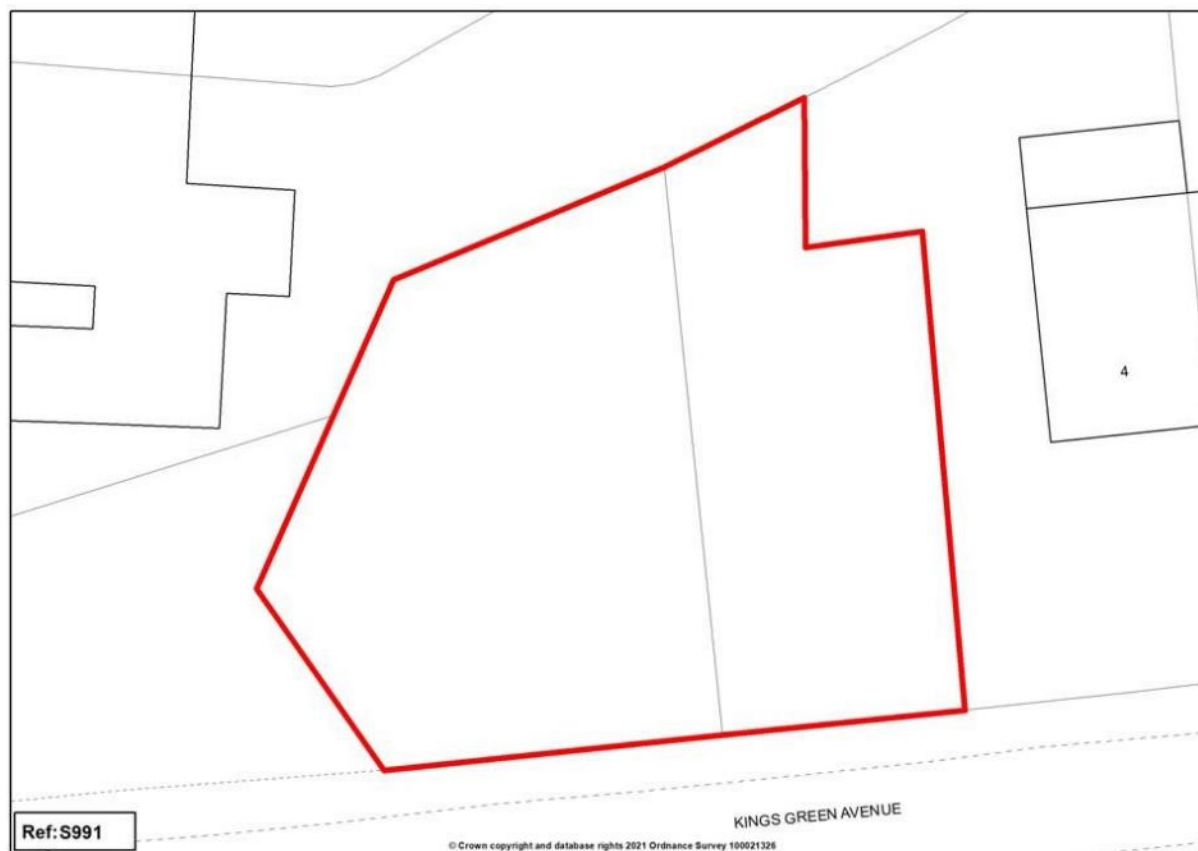 4
KINGS GREEN AVENUE
Ref:S991
© Crown copyright and database rights 2021 Ordnance Survey 100021326